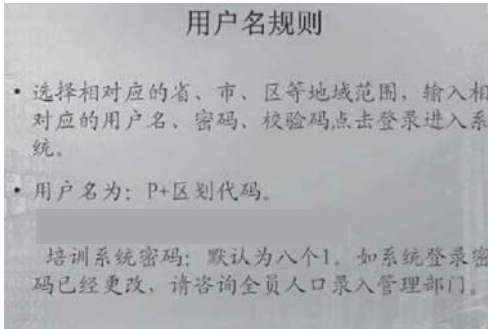 用户名规则
• 选择相对应的省、市、区等地域范围，输入相
对应的用户名、密码、校验码点击登录进入系
统。
• 用户名为：P+区划代码。
培训系统密码：默认为八个1。如系统登录密
码已经更改，请咨询全员人口录入管理部门。